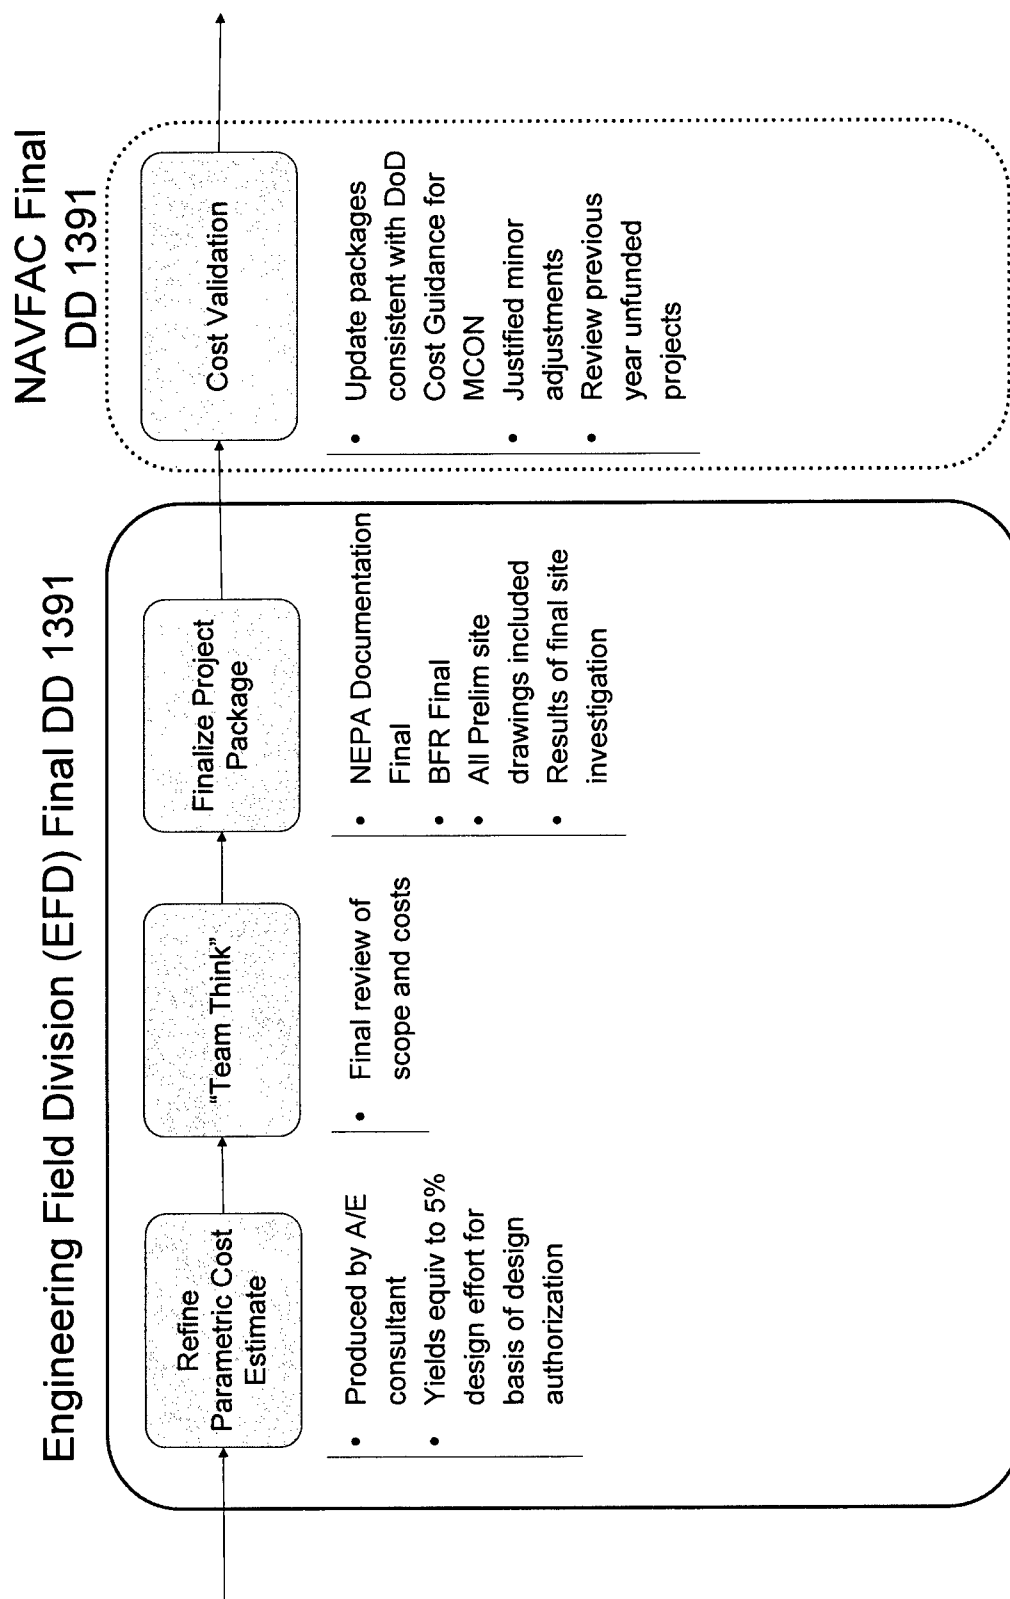 Engineering Field Division (EFD) Final DD 1391
Refine
Parametric Cost
Estimate
• Produced by A/E
consultant
• Yields equiv to 5%
design effort for
basis of design
authorization
“Team Think”
• Final review of
scope and costs
Finalize Project
Package
• NEPA Documentation
Final
• BFR Final
• All Prelim site
drawings included
• Results of final site
investigation
NAVFAC Final
DD 1391
Cost Validation
• Update packages
consistent with DoD
Cost Guidance for
MCON
• Justified minor
adjustments
• Review previous
year unfunded
projects